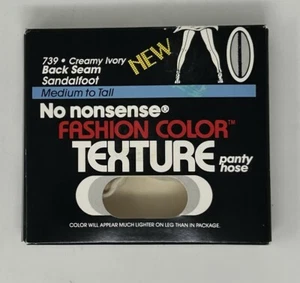 739 • Creamy Ivory
Back Seam
Sandalfoot
NEW
Medium to Tall
No nonsense®
FASHION COLOR™
TEXTURE panty
hose
COLOR WILL APPEAR MUCH LIGHTER ON LEG THAN IN PACKAGE.